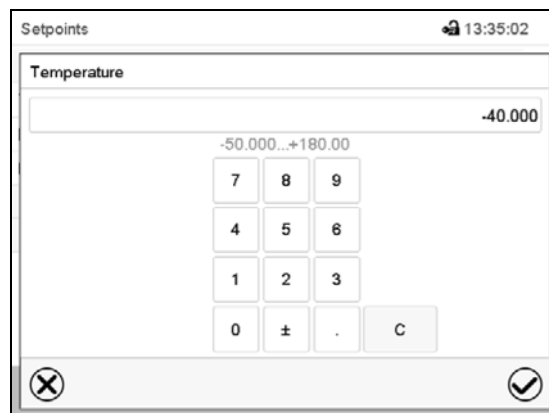 Setpoints 13:35:02
Temperature
-40.000
-50.000...+180.00
7 8 9
4 5 6
1 2 3
0 ± . C